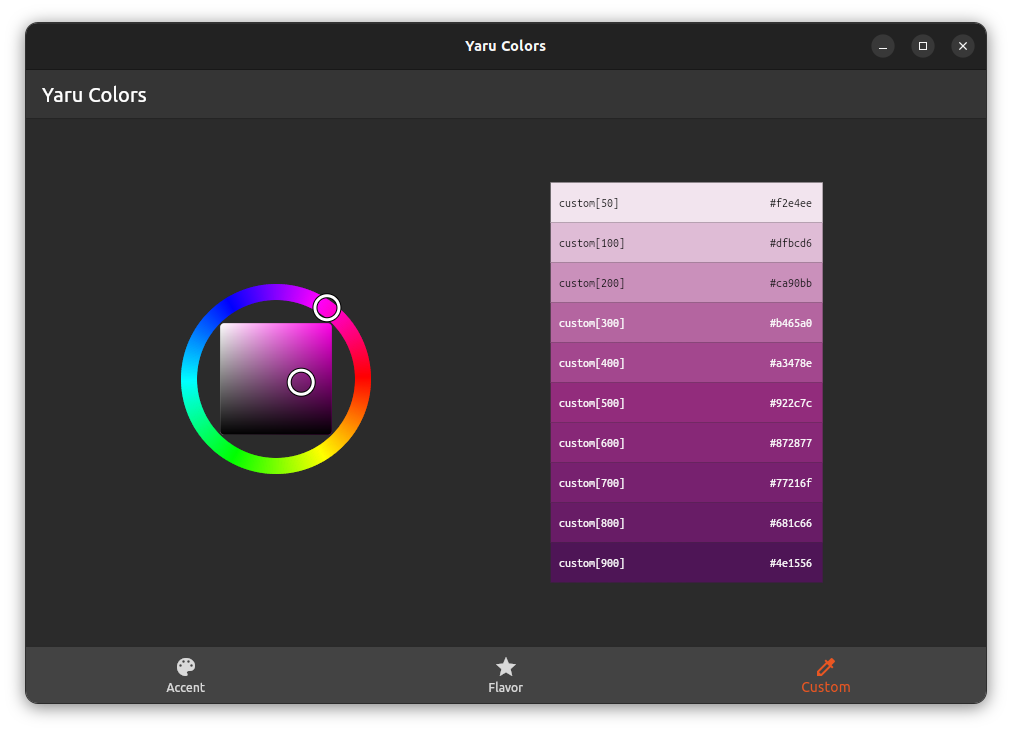 Yaru Colors
Yaru Colors
custom[50] #f2e4ee
custom[100] #dfbcd6
custom[200] #ca90bb
custom[300] #b465a0
custom[400] #a3478e
custom[500] #922c7c
custom[600] #872877
custom[700] #77216f
custom[800] #681c66
custom[900] #4e1556
Accent Flavor Custom